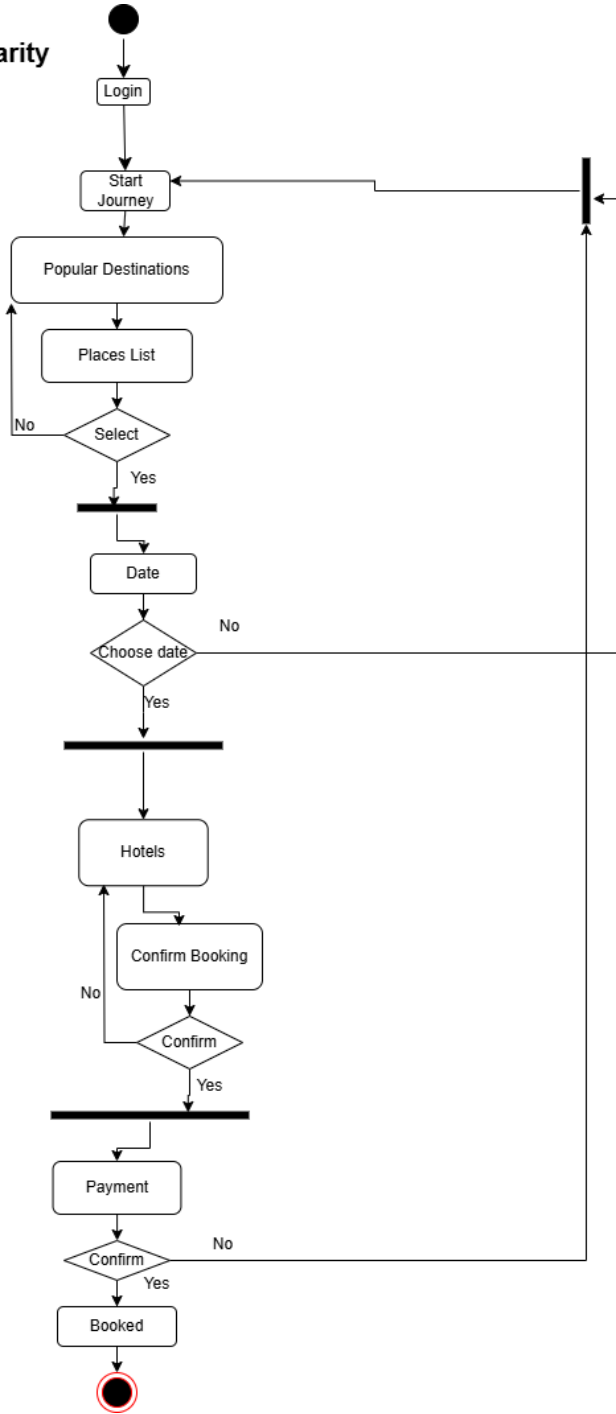 arity
Login
Start
Journey
Popular Destinations
Places List
No
Select
Yes
Date
No
Choose date
Yes
Hotels
Confirm Booking
No
Confirm
Yes
Payment
No
Confirm
Yes
Booked